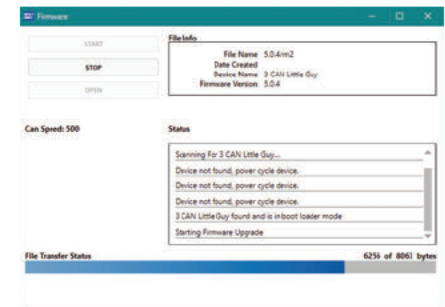 Firmware
START
STOP
OPEN
File Info
File Name 5.0.4rm2
Date Created
Device Name 3 CAN Little Guy
Firmware Version 5.0.4
Can Speed: 500
Status
Scanning For 3 CAN Little Guy...
Device not found, power cycle device.
Device not found, power cycle device.
Device not found, power cycle device.
3 CAN Little Guy found and is in boot loader mode
Starting Firmware Upgrade
File Transfer Status
6256 of 8061 bytes